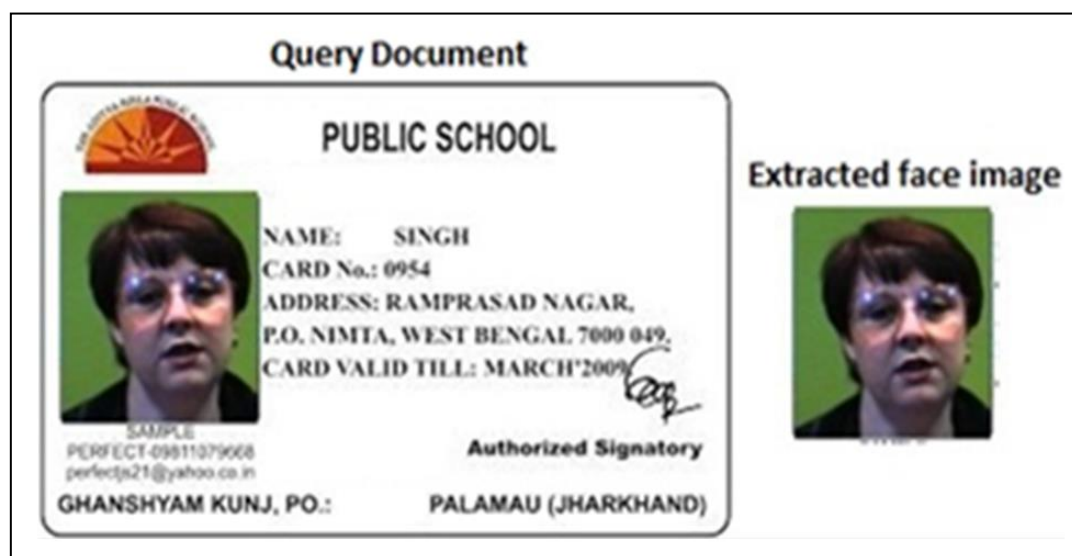 Query Document
PUBLIC SCHOOL
Extracted face image
NAME: SINGH
CARD No.: 0954
ADDRESS: RAMPRASAD NAGAR,
P.O. NIMTA, WEST BENGAL 7000 049.
CARD VALID TILL: MARCH'2009
SAMPLE
PERFECT-09811079668
perfectjs21@yahoo.co.in
Authorized Signatory
GHANSHYAM KUNJ, PO.: PALAMAU (JHARKHAND)